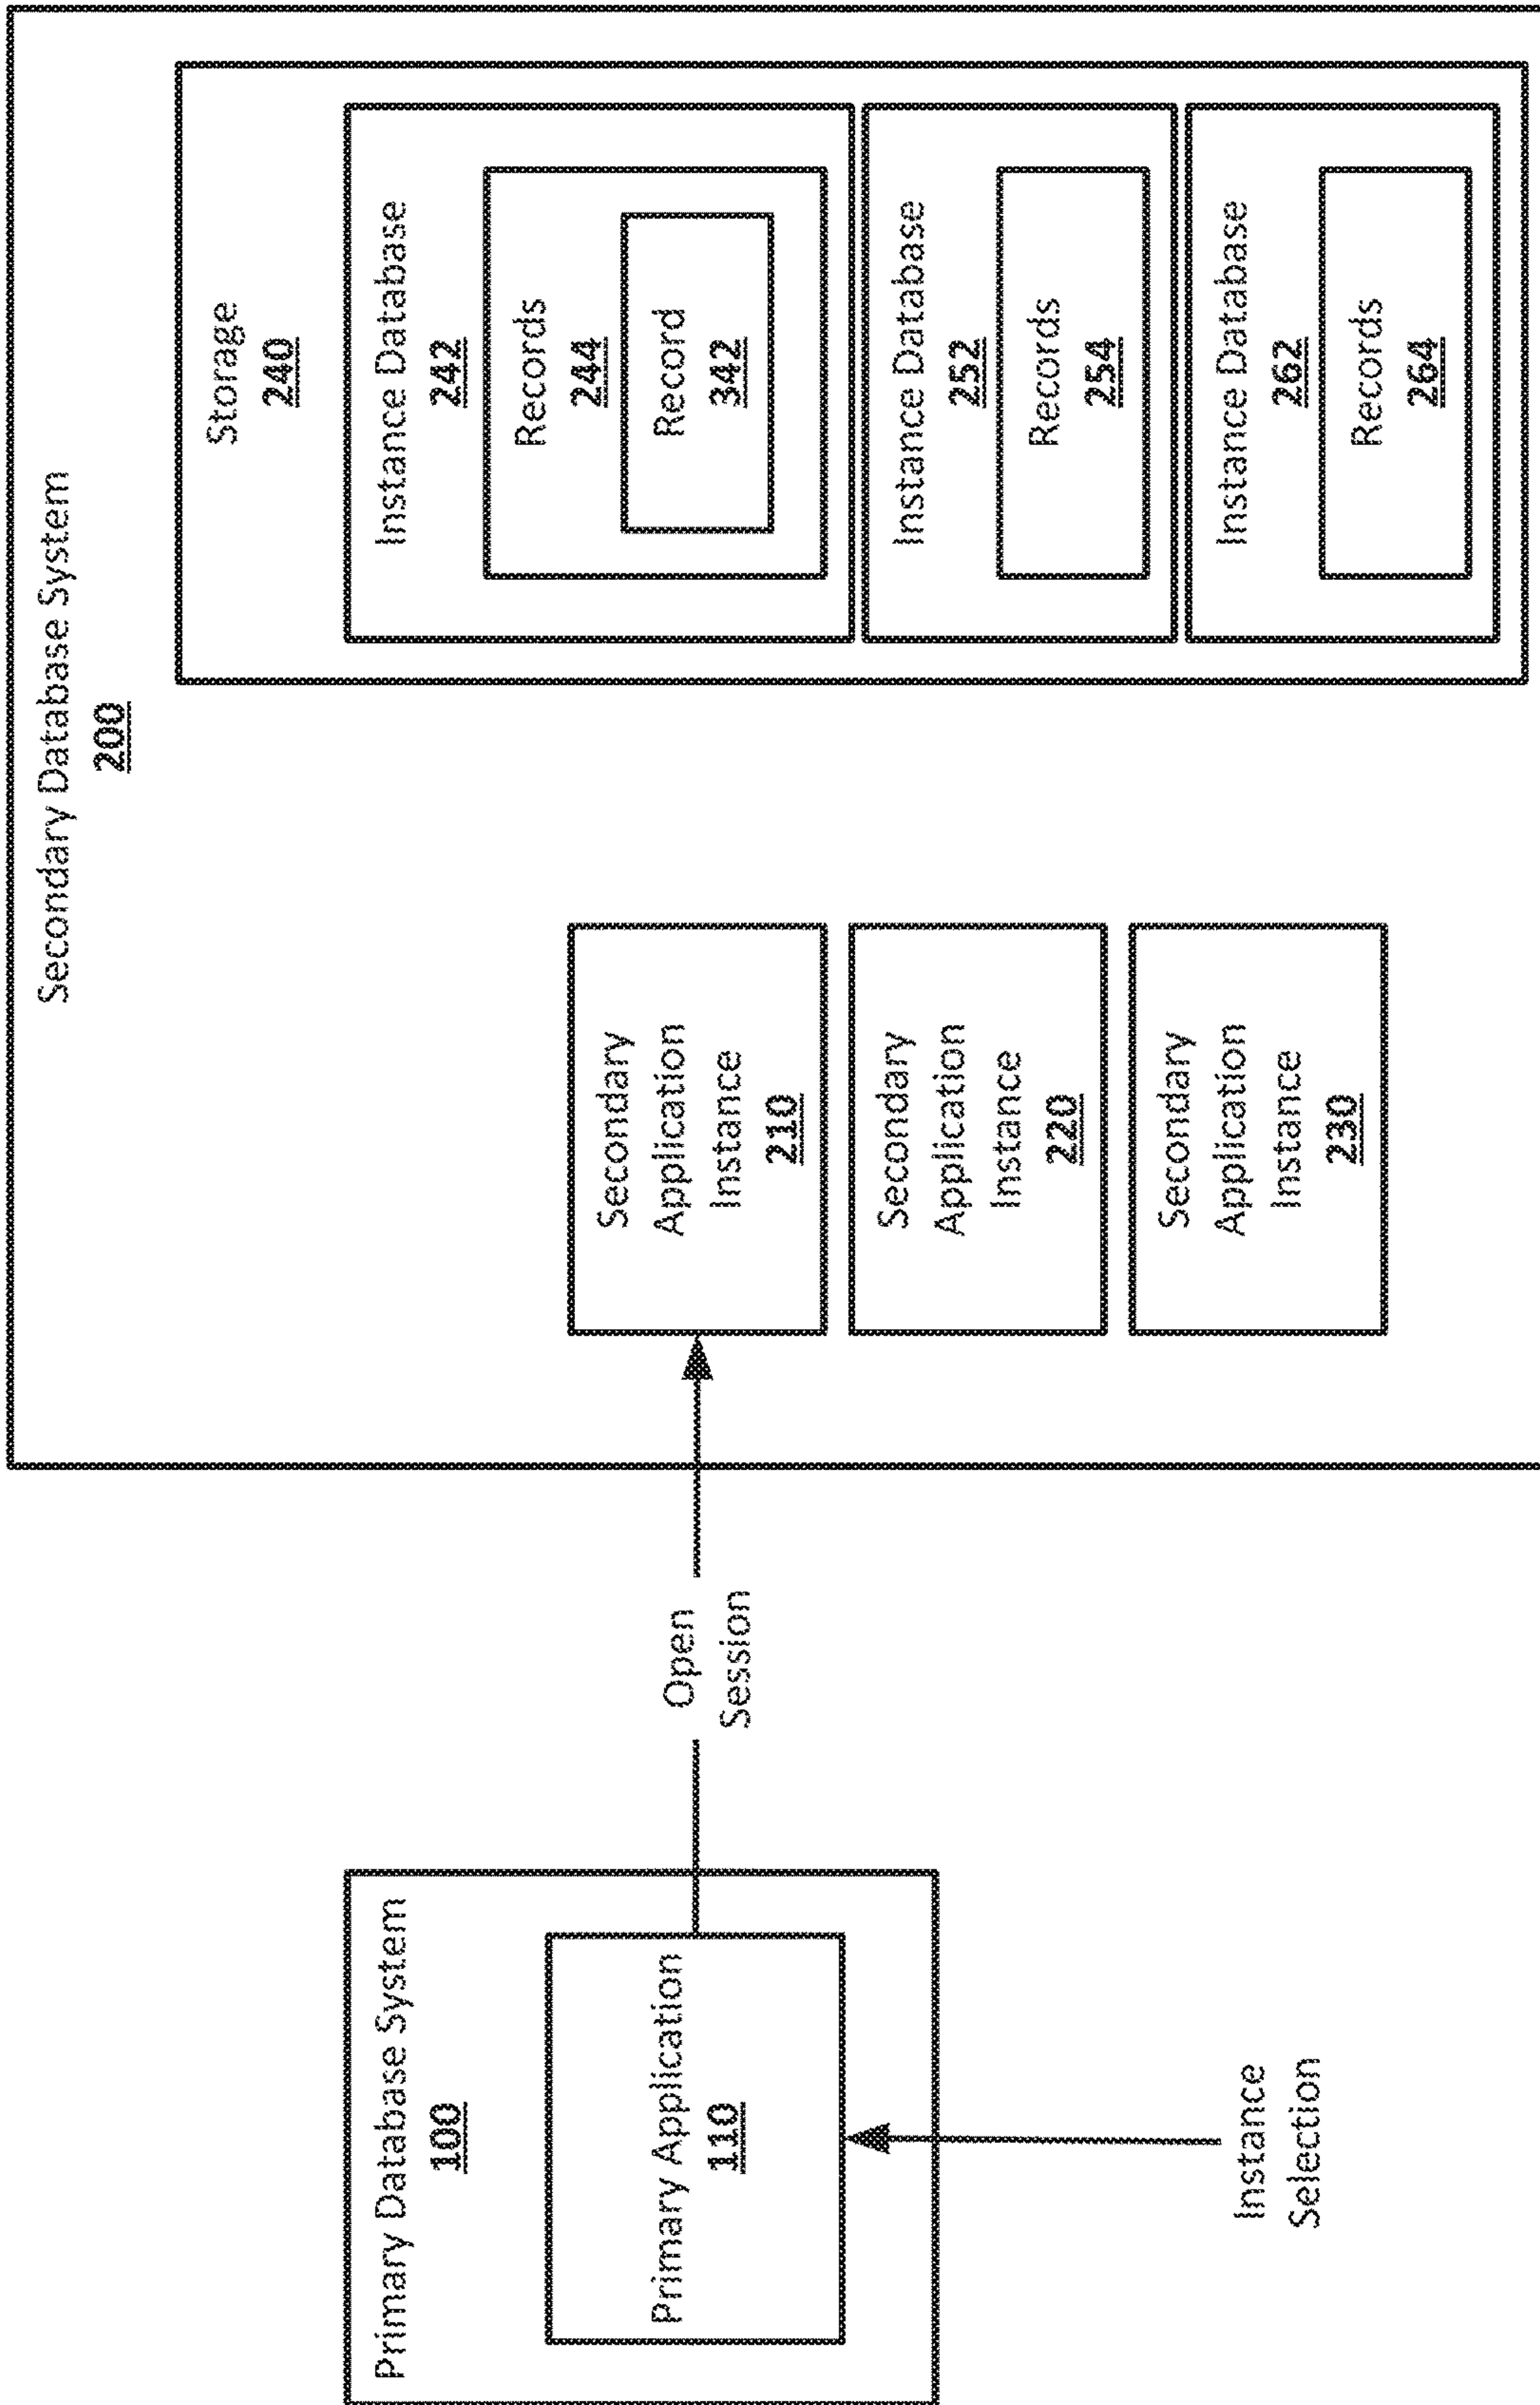 Primary Database System
100
Primary Application
110
Instance
Selection
Open
Session
Secondary Database System
200
Secondary
Application
Instance
210
Secondary
Application
Instance
220
Secondary
Application
Instance
230
Storage
240
Instance Database
242
Records
244
Record
342
Instance Database
252
Records
254
Instance Database
262
Records
264